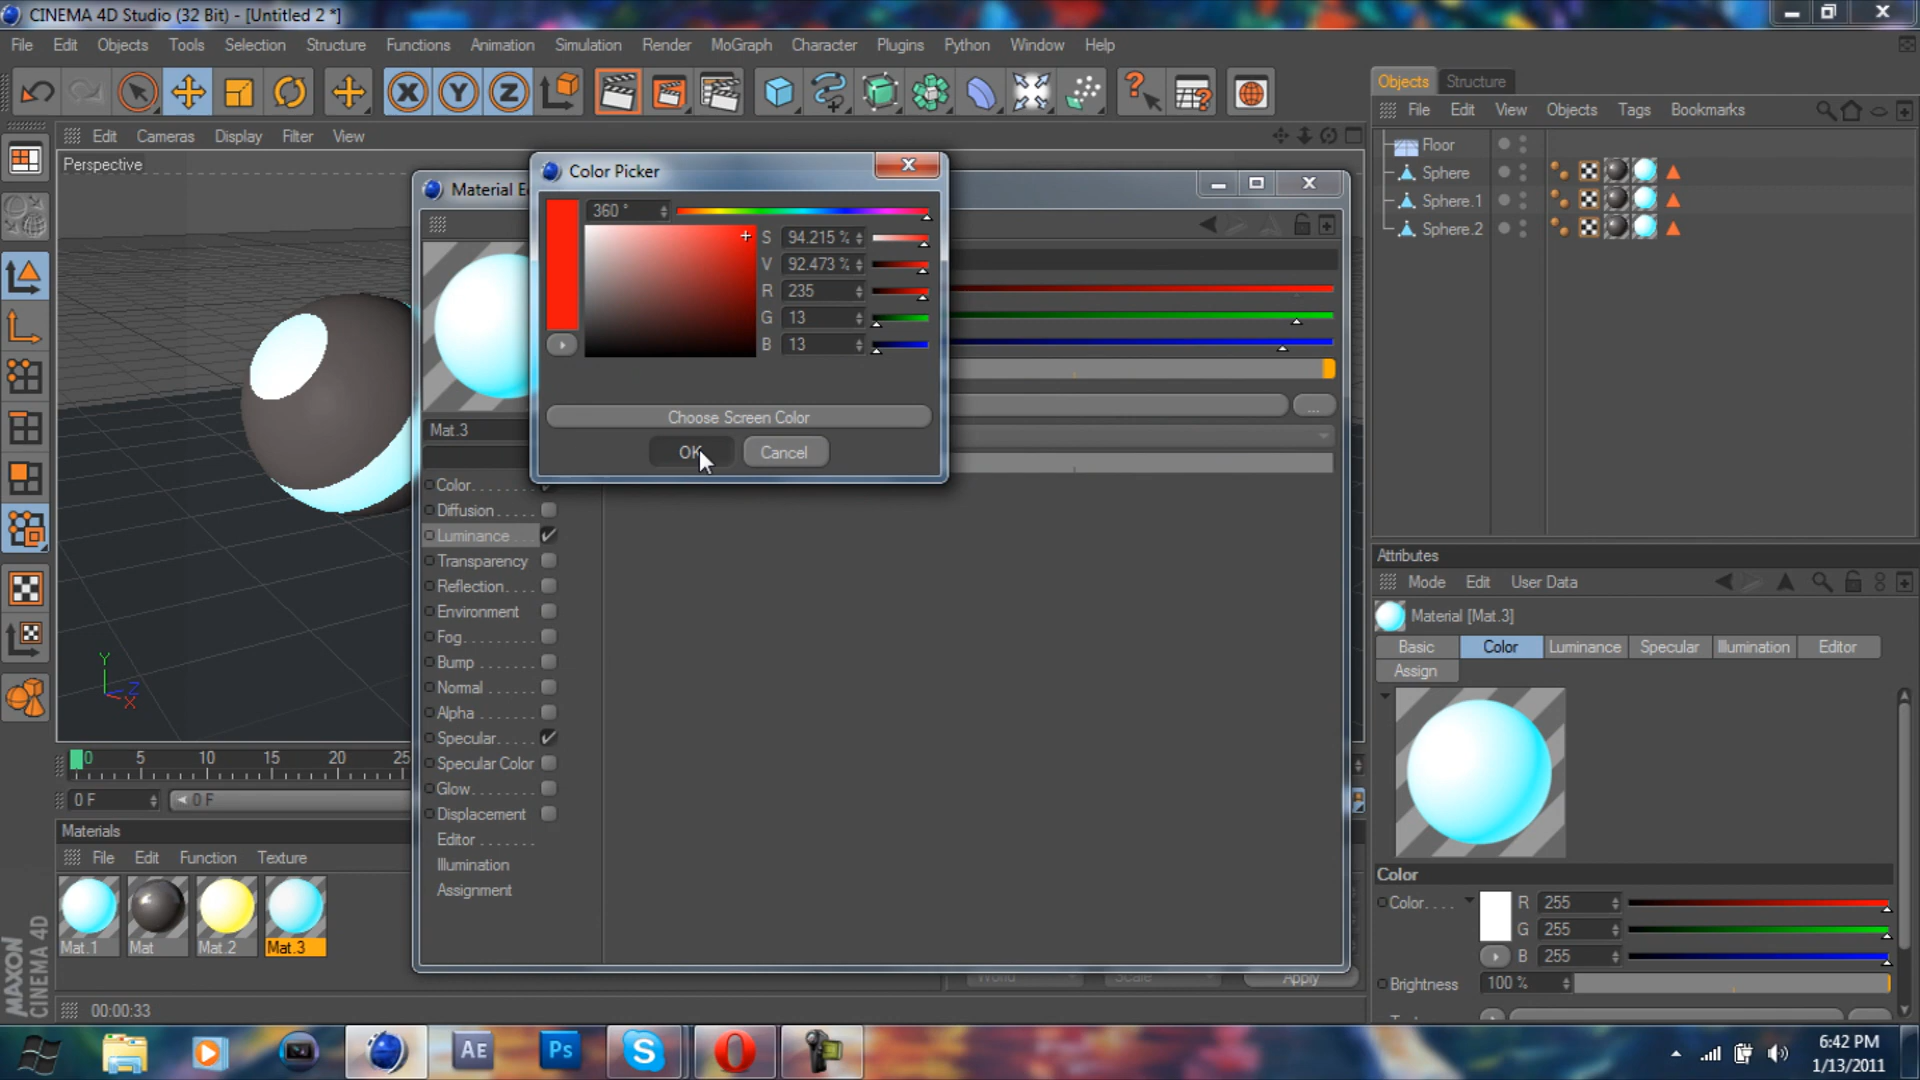 CINEMA 4D Studio (32 Bit) - [Untitled 2 *]
File Edit Objects Tools Selection Structure Functions Animation Simulation Render MoGraph Character Plugins Python Window Help
X Y Z
Objects Structure
File Edit View Objects Tags Bookmarks
Floor
Sphere
Sphere.1
Sphere.2
Edit Cameras Display Filter View
Perspective
Material E
Color Picker
360 °
S 94.215 %
V 92.473 %
R 235
G 13
B 13
Choose Screen Color
OK Cancel
Mat.3
Color
Diffusion
Luminance
Transparency
Reflection
Environment
Fog
Bump
Normal
Alpha
Specular
Specular Color
Glow
Displacement
Editor
Illumination
Assignment
Y
Z
X
0 5 10 15 20 25
0 F 0 F
Materials
File Edit Function Texture
Mat.1 Mat Mat.2 Mat.3
World Scale Apply
MAXON
CINEMA 4D
00:00:33
Attributes
Mode Edit User Data
Material [Mat.3]
Basic Color Luminance Specular Illumination Editor
Assign
Color
Color.... R 255
G 255
B 255
Brightness 100 %
AE Ps
6:42 PM
1/13/2011